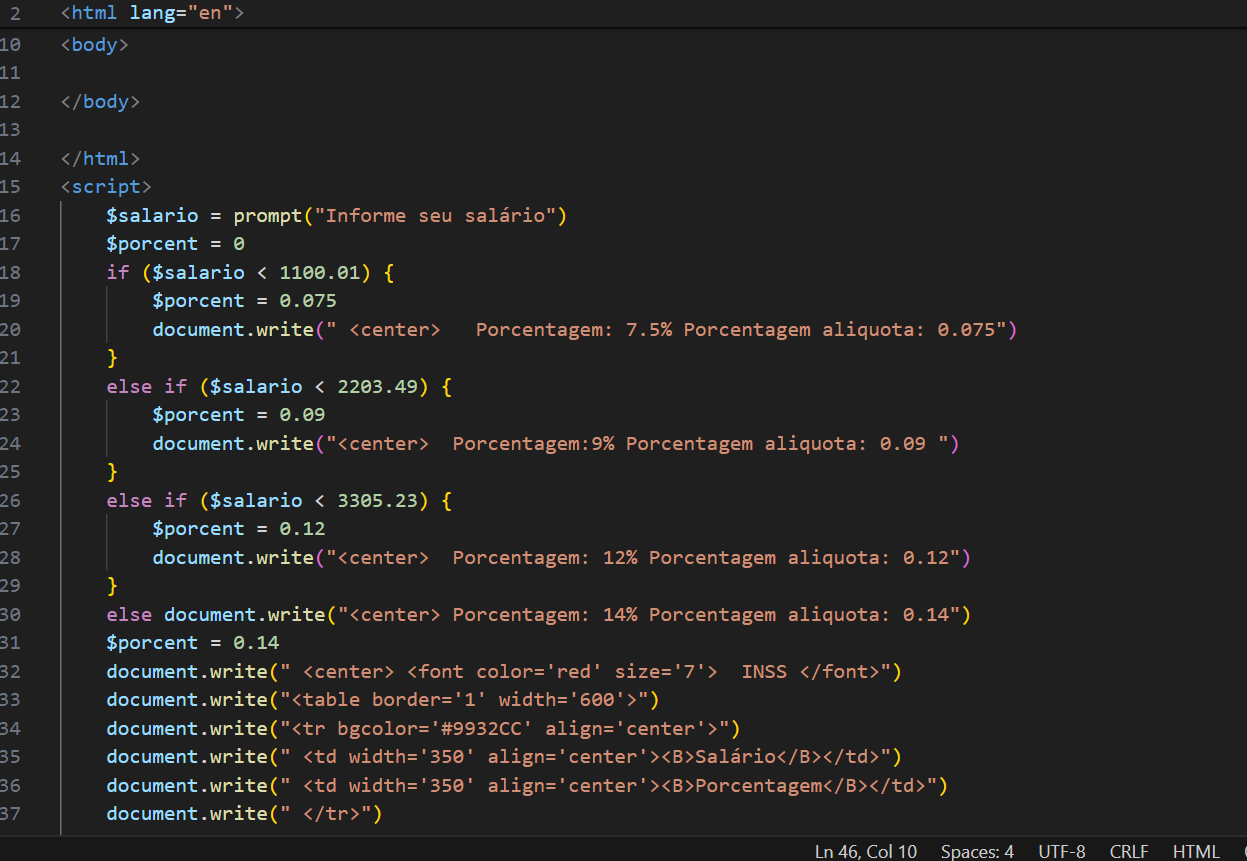 2 <html lang="en">
10 <body>
11
12 </body>
13
14 </html>
15 <script>
16 $salario = prompt("Informe seu salário")
17 $porcent = 0
18 if ($salario < 1100.01) {
19 $porcent = 0.075
20 document.write(" <center>   Porcentagem: 7.5% Porcentagem aliquota: 0.075")
21 }
22 else if ($salario < 2203.49) {
23 $porcent = 0.09
24 document.write("<center>  Porcentagem:9% Porcentagem aliquota: 0.09 ")
25 }
26 else if ($salario < 3305.23) {
27 $porcent = 0.12
28 document.write("<center>  Porcentagem: 12% Porcentagem aliquota: 0.12")
29 }
30 else document.write("<center> Porcentagem: 14% Porcentagem aliquota: 0.14")
31 $porcent = 0.14
32 document.write(" <center> <font color='red' size='7'>  INSS </font>")
33 document.write("<table border='1' width='600'>")
34 document.write("<tr bgcolor='#9932CC' align='center'>")
35 document.write(" <td width='350' align='center'><B>Salário</B></td>")
36 document.write(" <td width='350' align='center'><B>Porcentagem</B></td>")
37 document.write(" </tr>")
Ln 46, Col 10 Spaces: 4 UTF-8 CRLF HTML